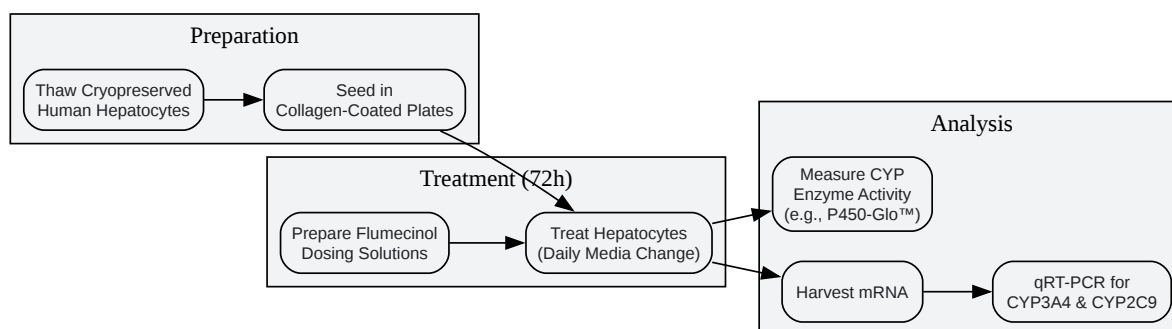 Preparation
Thaw Cryopreserved
Human Hepatocytes
Seed in
Collagen-Coated Plates
Treatment (72h)
Prepare Flumecinol
Dosing Solutions
Treat Hepatocytes
(Daily Media Change)
Analysis
Measure CYP
Enzyme Activity
(e.g., P450-Glo™)
Harvest mRNA
qRT-PCR for
CYP3A4 & CYP2C9